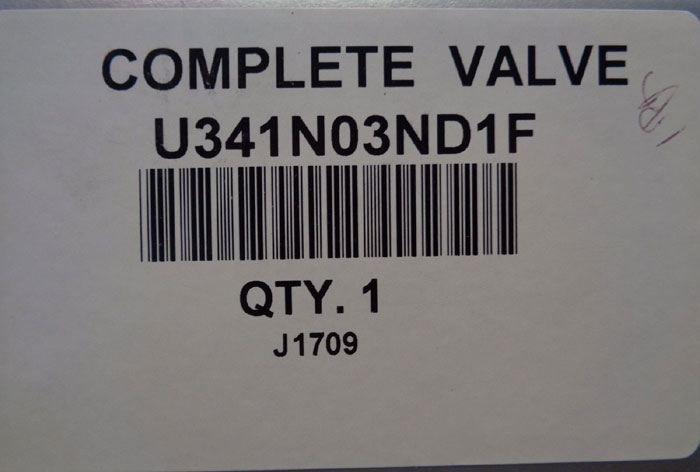 COMPLETE VALVE
U341N03ND1F
QTY. 1
J1709